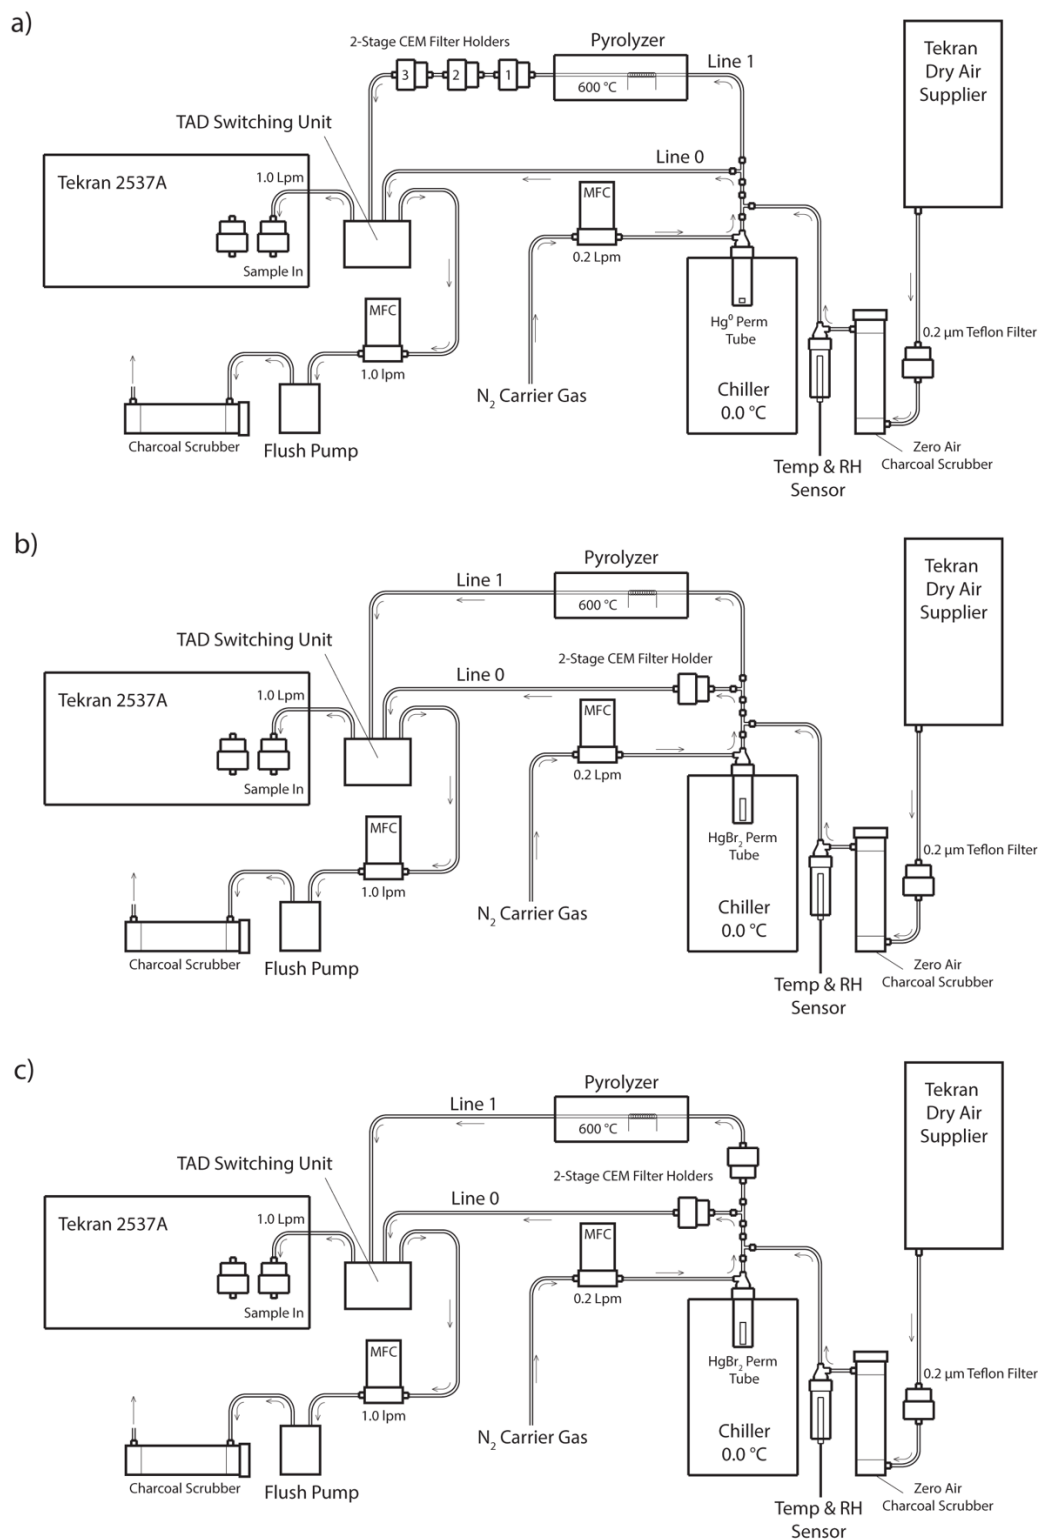 a)
2-Stage CEM Filter Holders
Pyrolyzer
Line 1
Tekran
Dry Air
Supplier
3
2
1
600 °C
TAD Switching Unit
Tekran 2537A
1.0 Lpm
Line 0
MFC
Sample In
0.2 Lpm
MFC
1.0 lpm
Hg⁰ Perm
Tube
0.2 µm Teflon Filter
N₂ Carrier Gas
Chiller
0.0 °C
Charcoal Scrubber
Flush Pump
Zero Air
Charcoal Scrubber
Temp & RH
Sensor
b)
Pyrolyzer
Tekran
Dry Air
Supplier
Line 1
600 °C
TAD Switching Unit
2-Stage CEM Filter Holder
Line 0
Tekran 2537A
1.0 Lpm
MFC
Sample In
0.2 Lpm
MFC
1.0 lpm
HgBr₂ Perm
Tube
0.2 µm Teflon Filter
N₂ Carrier Gas
Chiller
0.0 °C
Charcoal Scrubber
Flush Pump
Zero Air
Charcoal Scrubber
Temp & RH
Sensor
c)
Pyrolyzer
Tekran
Dry Air
Supplier
Line 1
600 °C
TAD Switching Unit
2-Stage CEM Filter Holders
Line 0
Tekran 2537A
1.0 Lpm
MFC
Sample In
0.2 Lpm
MFC
1.0 lpm
HgBr₂ Perm
Tube
0.2 µm Teflon Filter
N₂ Carrier Gas
Chiller
0.0 °C
Charcoal Scrubber
Flush Pump
Zero Air
Charcoal Scrubber
Temp & RH
Sensor